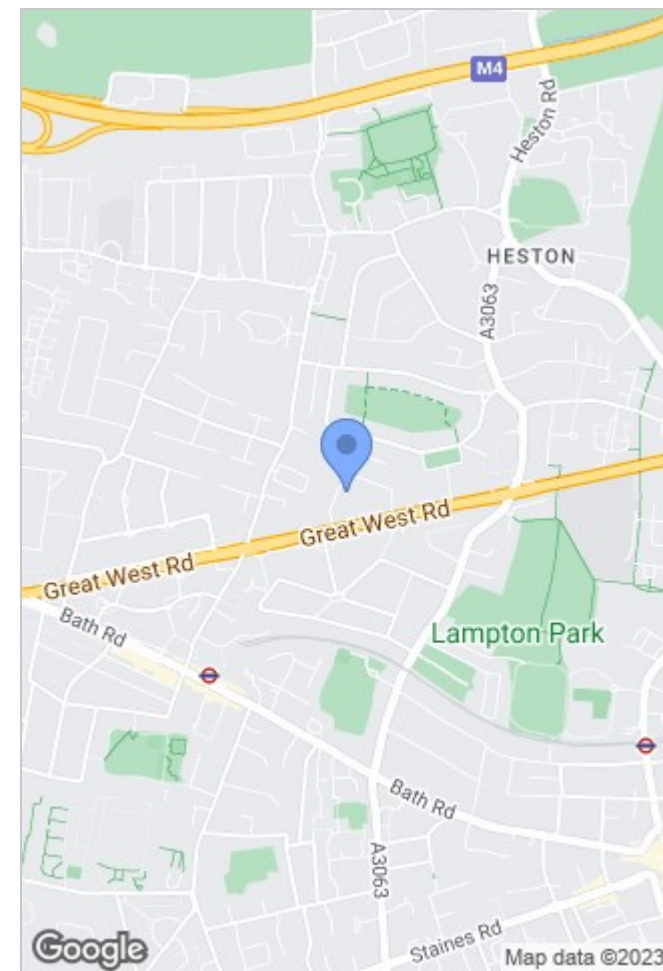 M4
Heston Rd
HESTON
A3063
Great West Rd
Great West Rd
Bath Rd
Lampton Park
Bath Rd
A3063
Staines Rd
Google
Map data ©2023